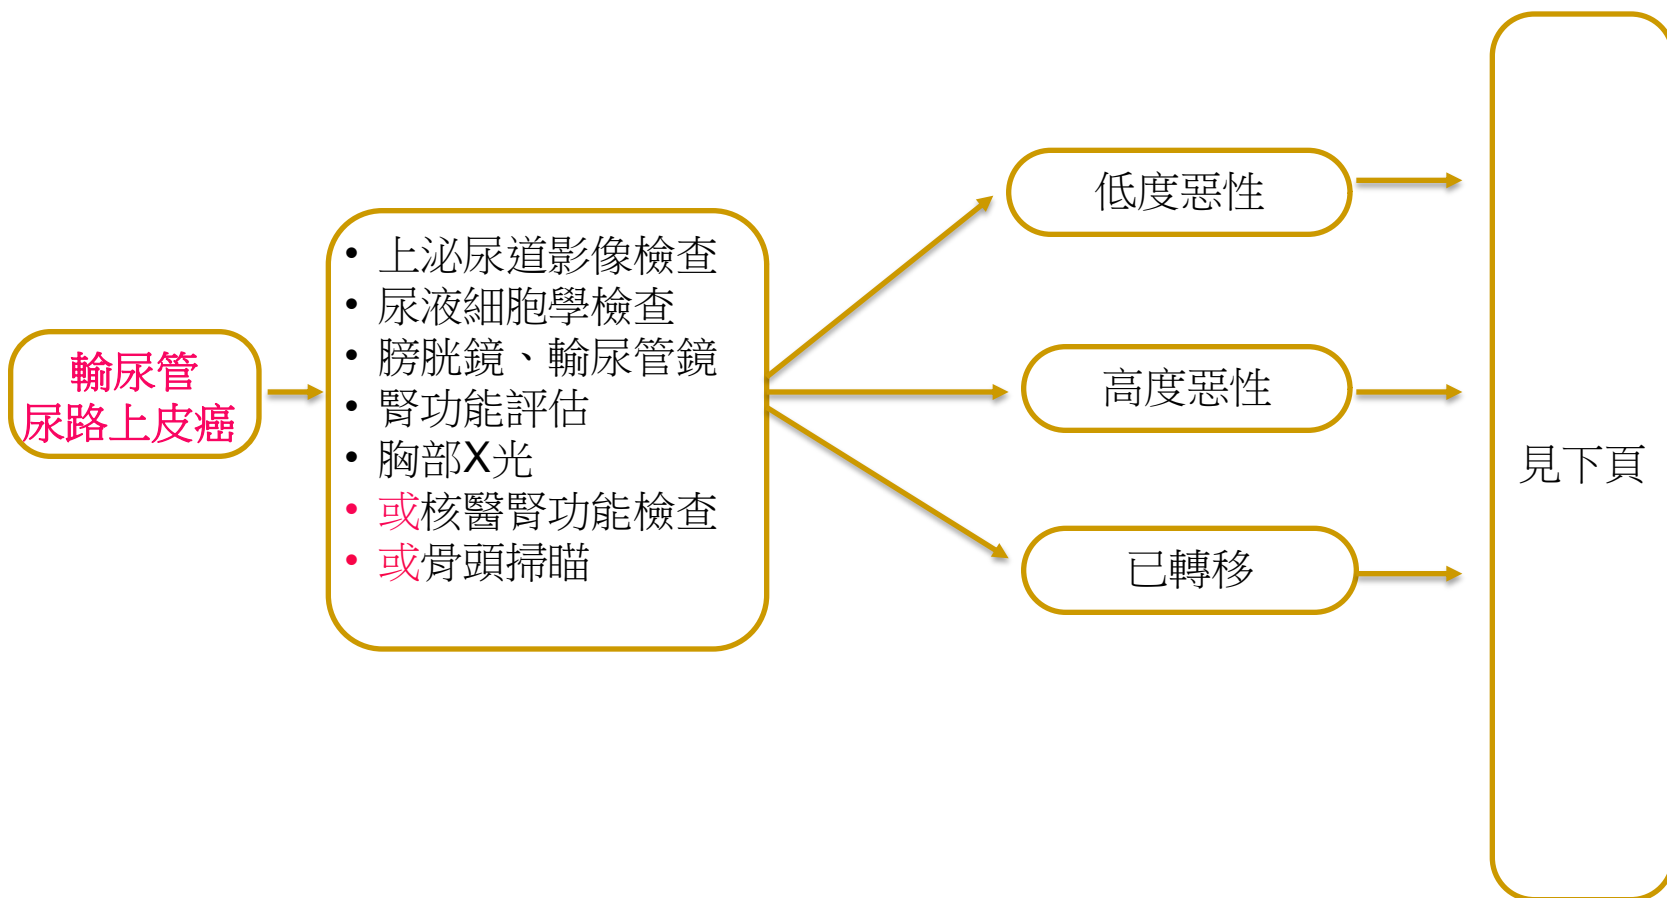 輸尿管
尿路上皮癌
• 上泌尿道影像檢查
• 尿液細胞學檢查
• 膀胱鏡、輸尿管鏡
• 腎功能評估
• 胸部X光
• 或核醫腎功能檢查
• 或骨頭掃瞄
低度惡性
高度惡性
已轉移
見下頁